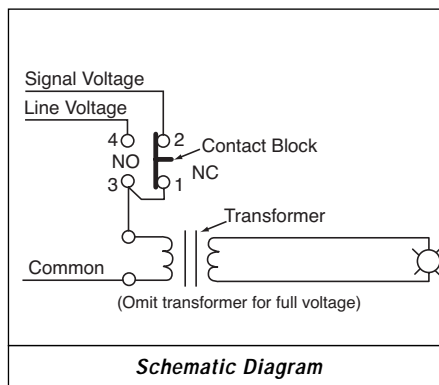 Signal Voltage
Line Voltage
4
2
Contact Block
NO
NC
3
1
Transformer
Common
(Omit transformer for full voltage)
Schematic Diagram